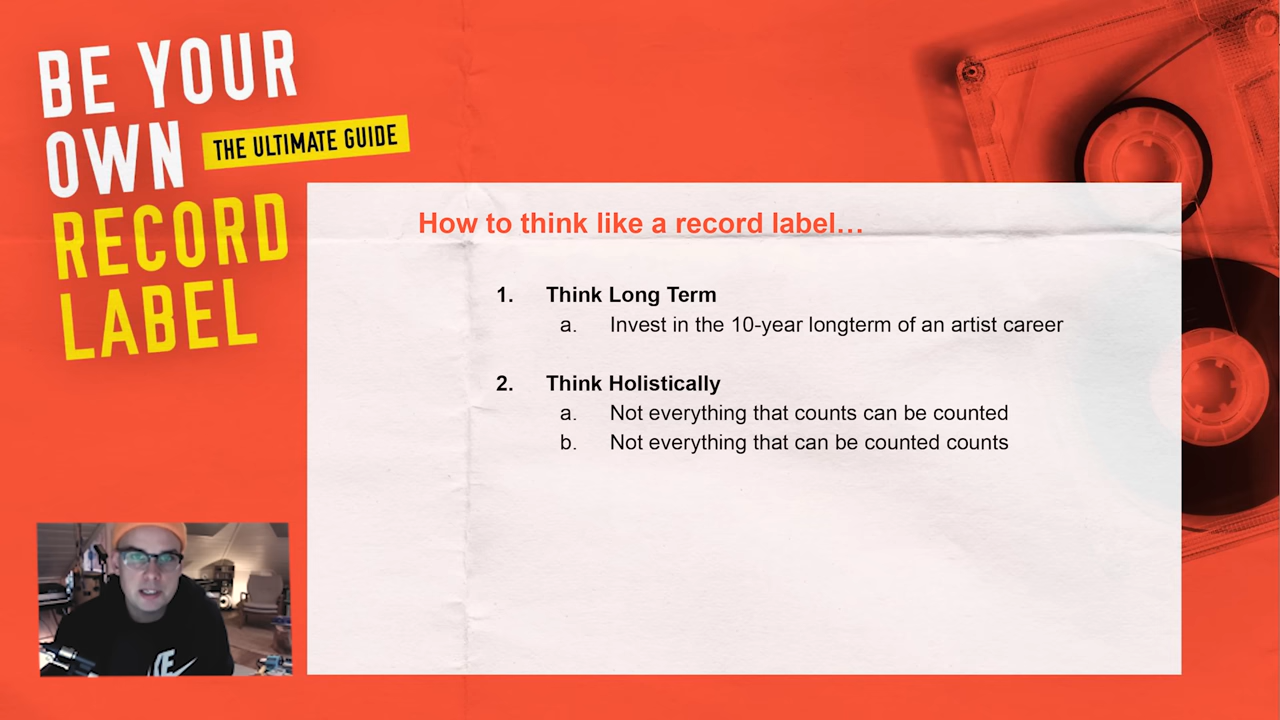 BE YOUR
OWN
THE ULTIMATE GUIDE
RECORD
LABEL
How to think like a record label…
1. Think Long Term
a. Invest in the 10-year longterm of an artist career
2. Think Holistically
a. Not everything that counts can be counted
b. Not everything that can be counted counts